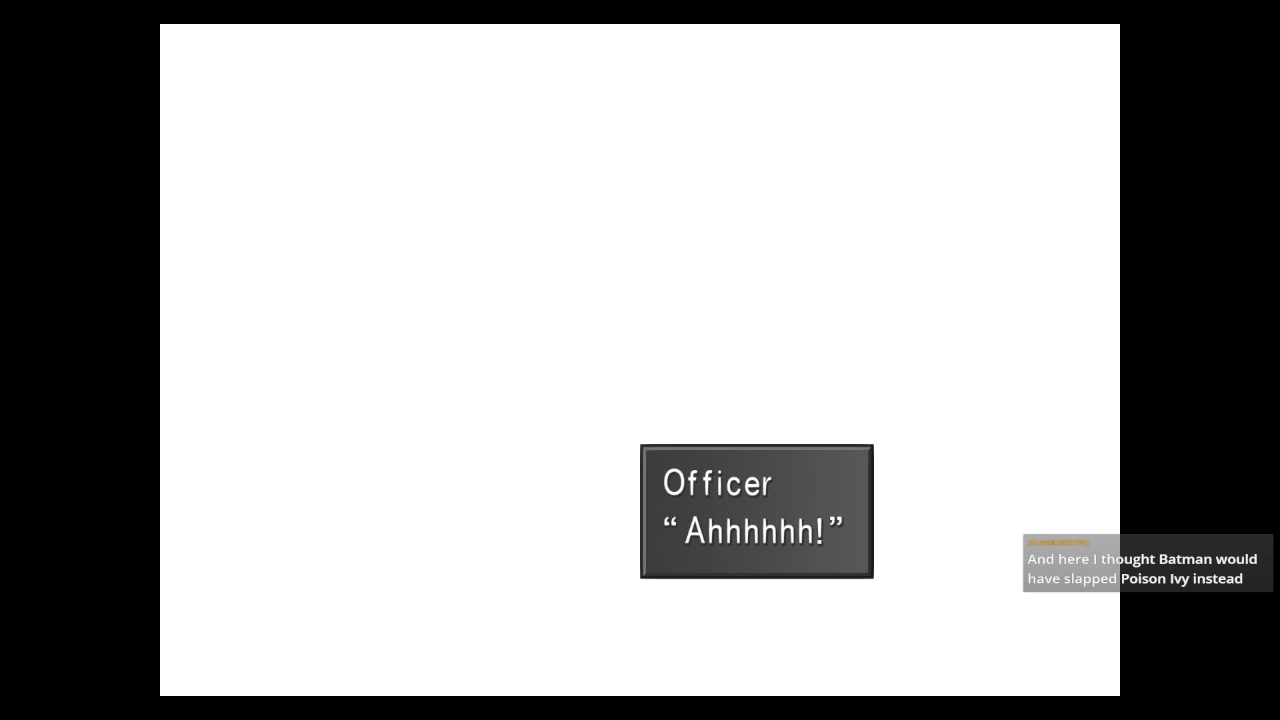 Officer
“Ahhhhhh!”
And here I thought Batman would
have slapped Poison Ivy instead